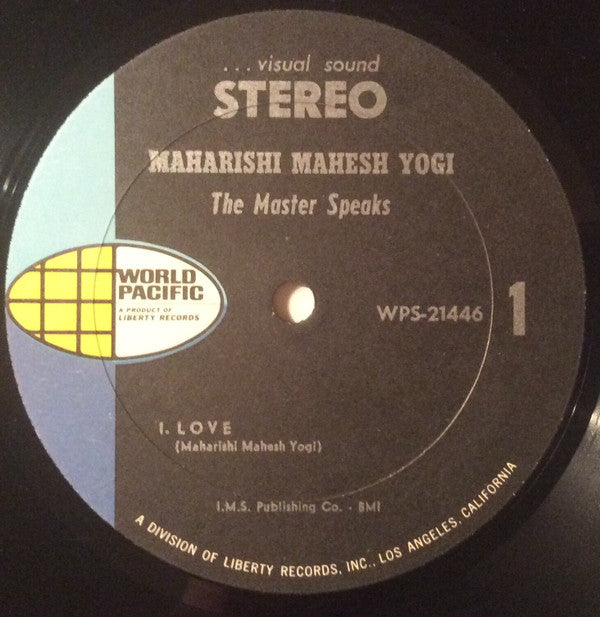 ...visual sound
STEREO
MAHARISHI MAHESH YOGI
The Master Speaks
WORLD
PACIFIC
A PRODUCT OF
LIBERTY RECORDS
WPS-21446
1
1. LOVE
(Maharishi Mahesh Yogi)
I.M.S. Publishing Co. · BMI
A DIVISION OF LIBERTY RECORDS, INC., LOS ANGELES, CALIFORNIA